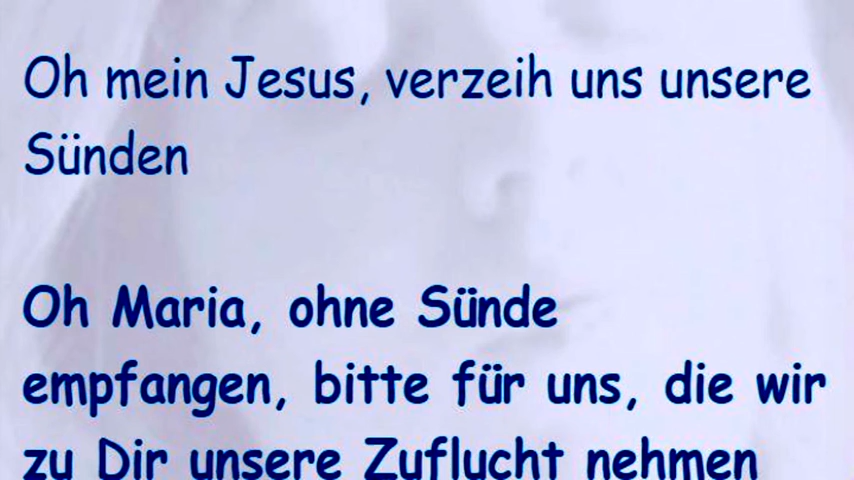 Oh mein Jesus, verzeih uns unsere
Sünden
Oh Maria, ohne Sünde
empfangen, bitte für uns, die wir
zu Dir unsere Zuflucht nehmen